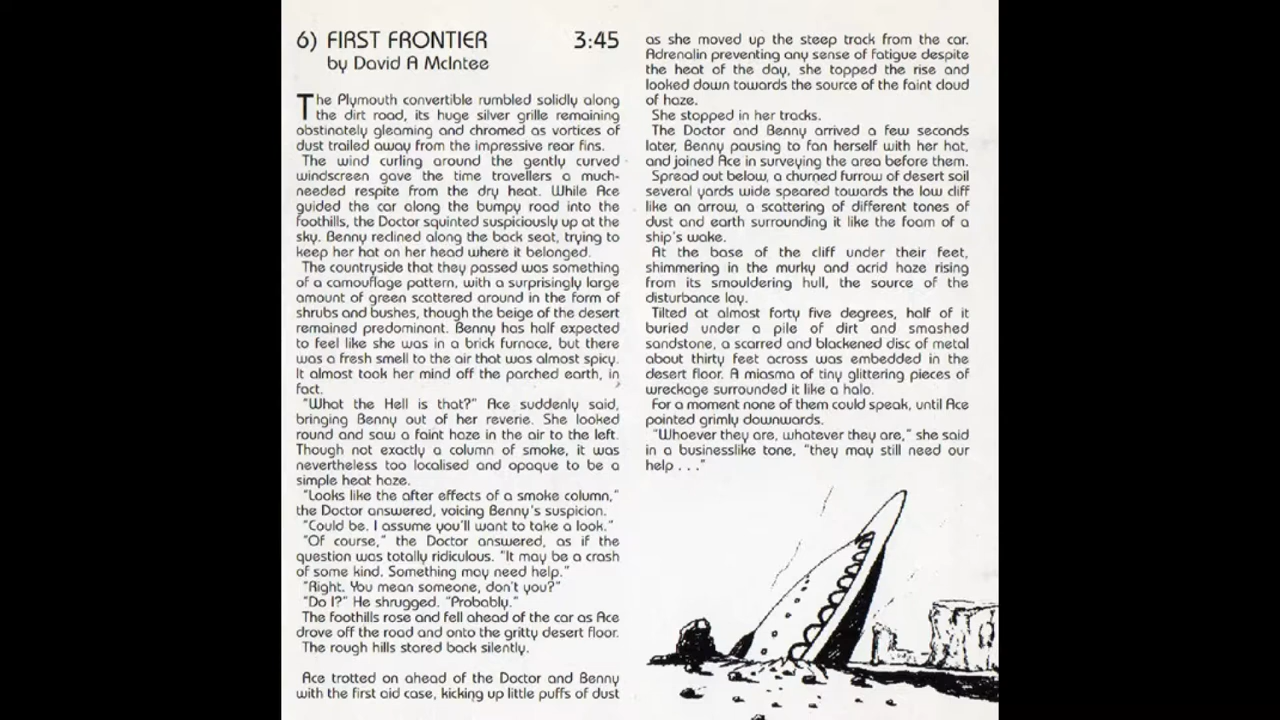 6) FIRST FRONTIER 3:45
by David A McIntee
The Plymouth convertible rumbled solidly along
the dirt road, its huge silver grille remaining
obstinately gleaming and chromed as vortices of
dust trailed away from the impressive rear fins.
The wind curling around the gently curved
windscreen gave the time travellers a much-
needed respite from the dry heat. While Ace
guided the car along the bumpy road into the
foothills, the Doctor squinted suspiciously up at the
sky. Benny reclined along the back seat, trying to
keep her hat on her head where it belonged.
The countryside that they passed was something
of a camouflage pattern, with a surprisingly large
amount of green scattered around in the form of
shrubs and bushes, though the beige of the desert
remained predominant. Benny has half expected
to feel like she was in a brick furnace, but there
was a fresh smell to the air that was almost spicy.
It almost took her mind off the parched earth, in
fact.
"What the Hell is that?" Ace suddenly said,
bringing Benny out of her reverie. She looked
round and saw a faint haze in the air to the left.
Though not exactly a column of smoke, it was
nevertheless too localised and opaque to be a
simple heat haze.
"Looks like the after effects of a smoke column,"
the Doctor answered, voicing Benny's suspicion.
"Could be. I assume you'll want to take a look."
"Of course," the Doctor answered, as if the
question was totally ridiculous. "It may be a crash
of some kind. Something may need help."
"Right. You mean someone, don't you?"
"Do I?" He shrugged. "Probably."
The foothills rose and fell ahead of the car as Ace
drove off the road and onto the gritty desert floor.
The rough hills stared back silently.
Ace trotted on ahead of the Doctor and Benny
with the first aid case, kicking up little puffs of dust
as she moved up the steep track from the car.
Adrenalin preventing any sense of fatigue despite
the heat of the day, she topped the rise and
looked down towards the source of the faint cloud
of haze.
She stopped in her tracks.
The Doctor and Benny arrived a few seconds
later, Benny pausing to fan herself with her hat,
and joined Ace in surveying the area before them.
Spread out below, a churned furrow of desert soil
several yards wide speared towards the low cliff
like an arrow, a scattering of different tones of
dust and earth surrounding it like the foam of a
ship's wake.
At the base of the cliff under their feet,
shimmering in the murky and acrid haze rising
from its smouldering hull, the source of the
disturbance lay.
Tilted at almost forty five degrees, half of it
buried under a pile of dirt and smashed
sandstone, a scarred and blackened disc of metal
about thirty feet across was embedded in the
desert floor. A miasma of tiny glittering pieces of
wreckage surrounded it like a halo.
For a moment none of them could speak, until Ace
pointed grimly downwards.
"Whoever they are, whatever they are," she said
in a businesslike tone, "they may still need our
help . . ."